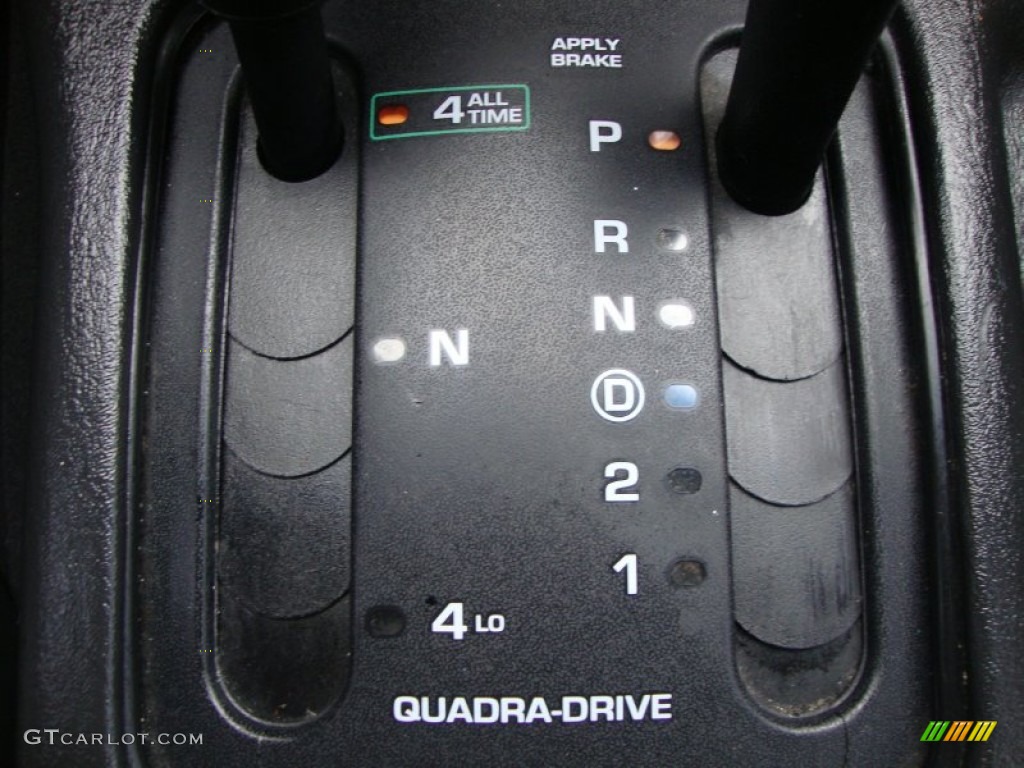 APPLY
BRAKE
4 ALL
TIME
P
R
N
N
D
2
1
4 LO
QUADRA-DRIVE
GTCARLOT.COM